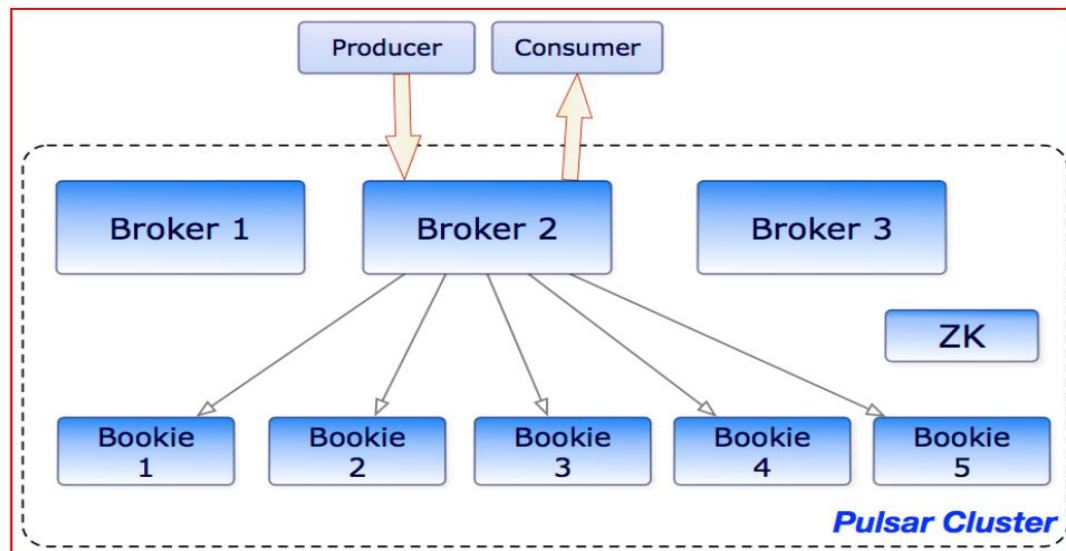 Producer
Consumer
Broker 1
Broker 2
Broker 3
ZK
Bookie
1
Bookie
2
Bookie
3
Bookie
4
Bookie
5
Pulsar Cluster